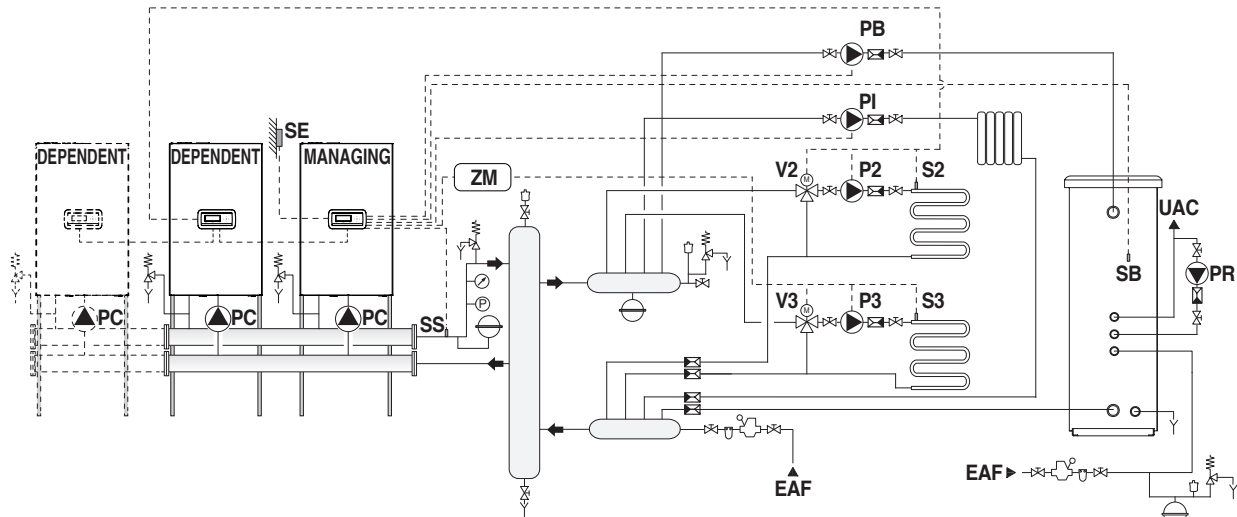 PB
PI
SE
DEPENDENT DEPENDENT MANAGING
ZM
V2 P2 S2
M
UAC
SB PR
V3 P3 S3
M
P
PC PC PC SS
EAF
EAF